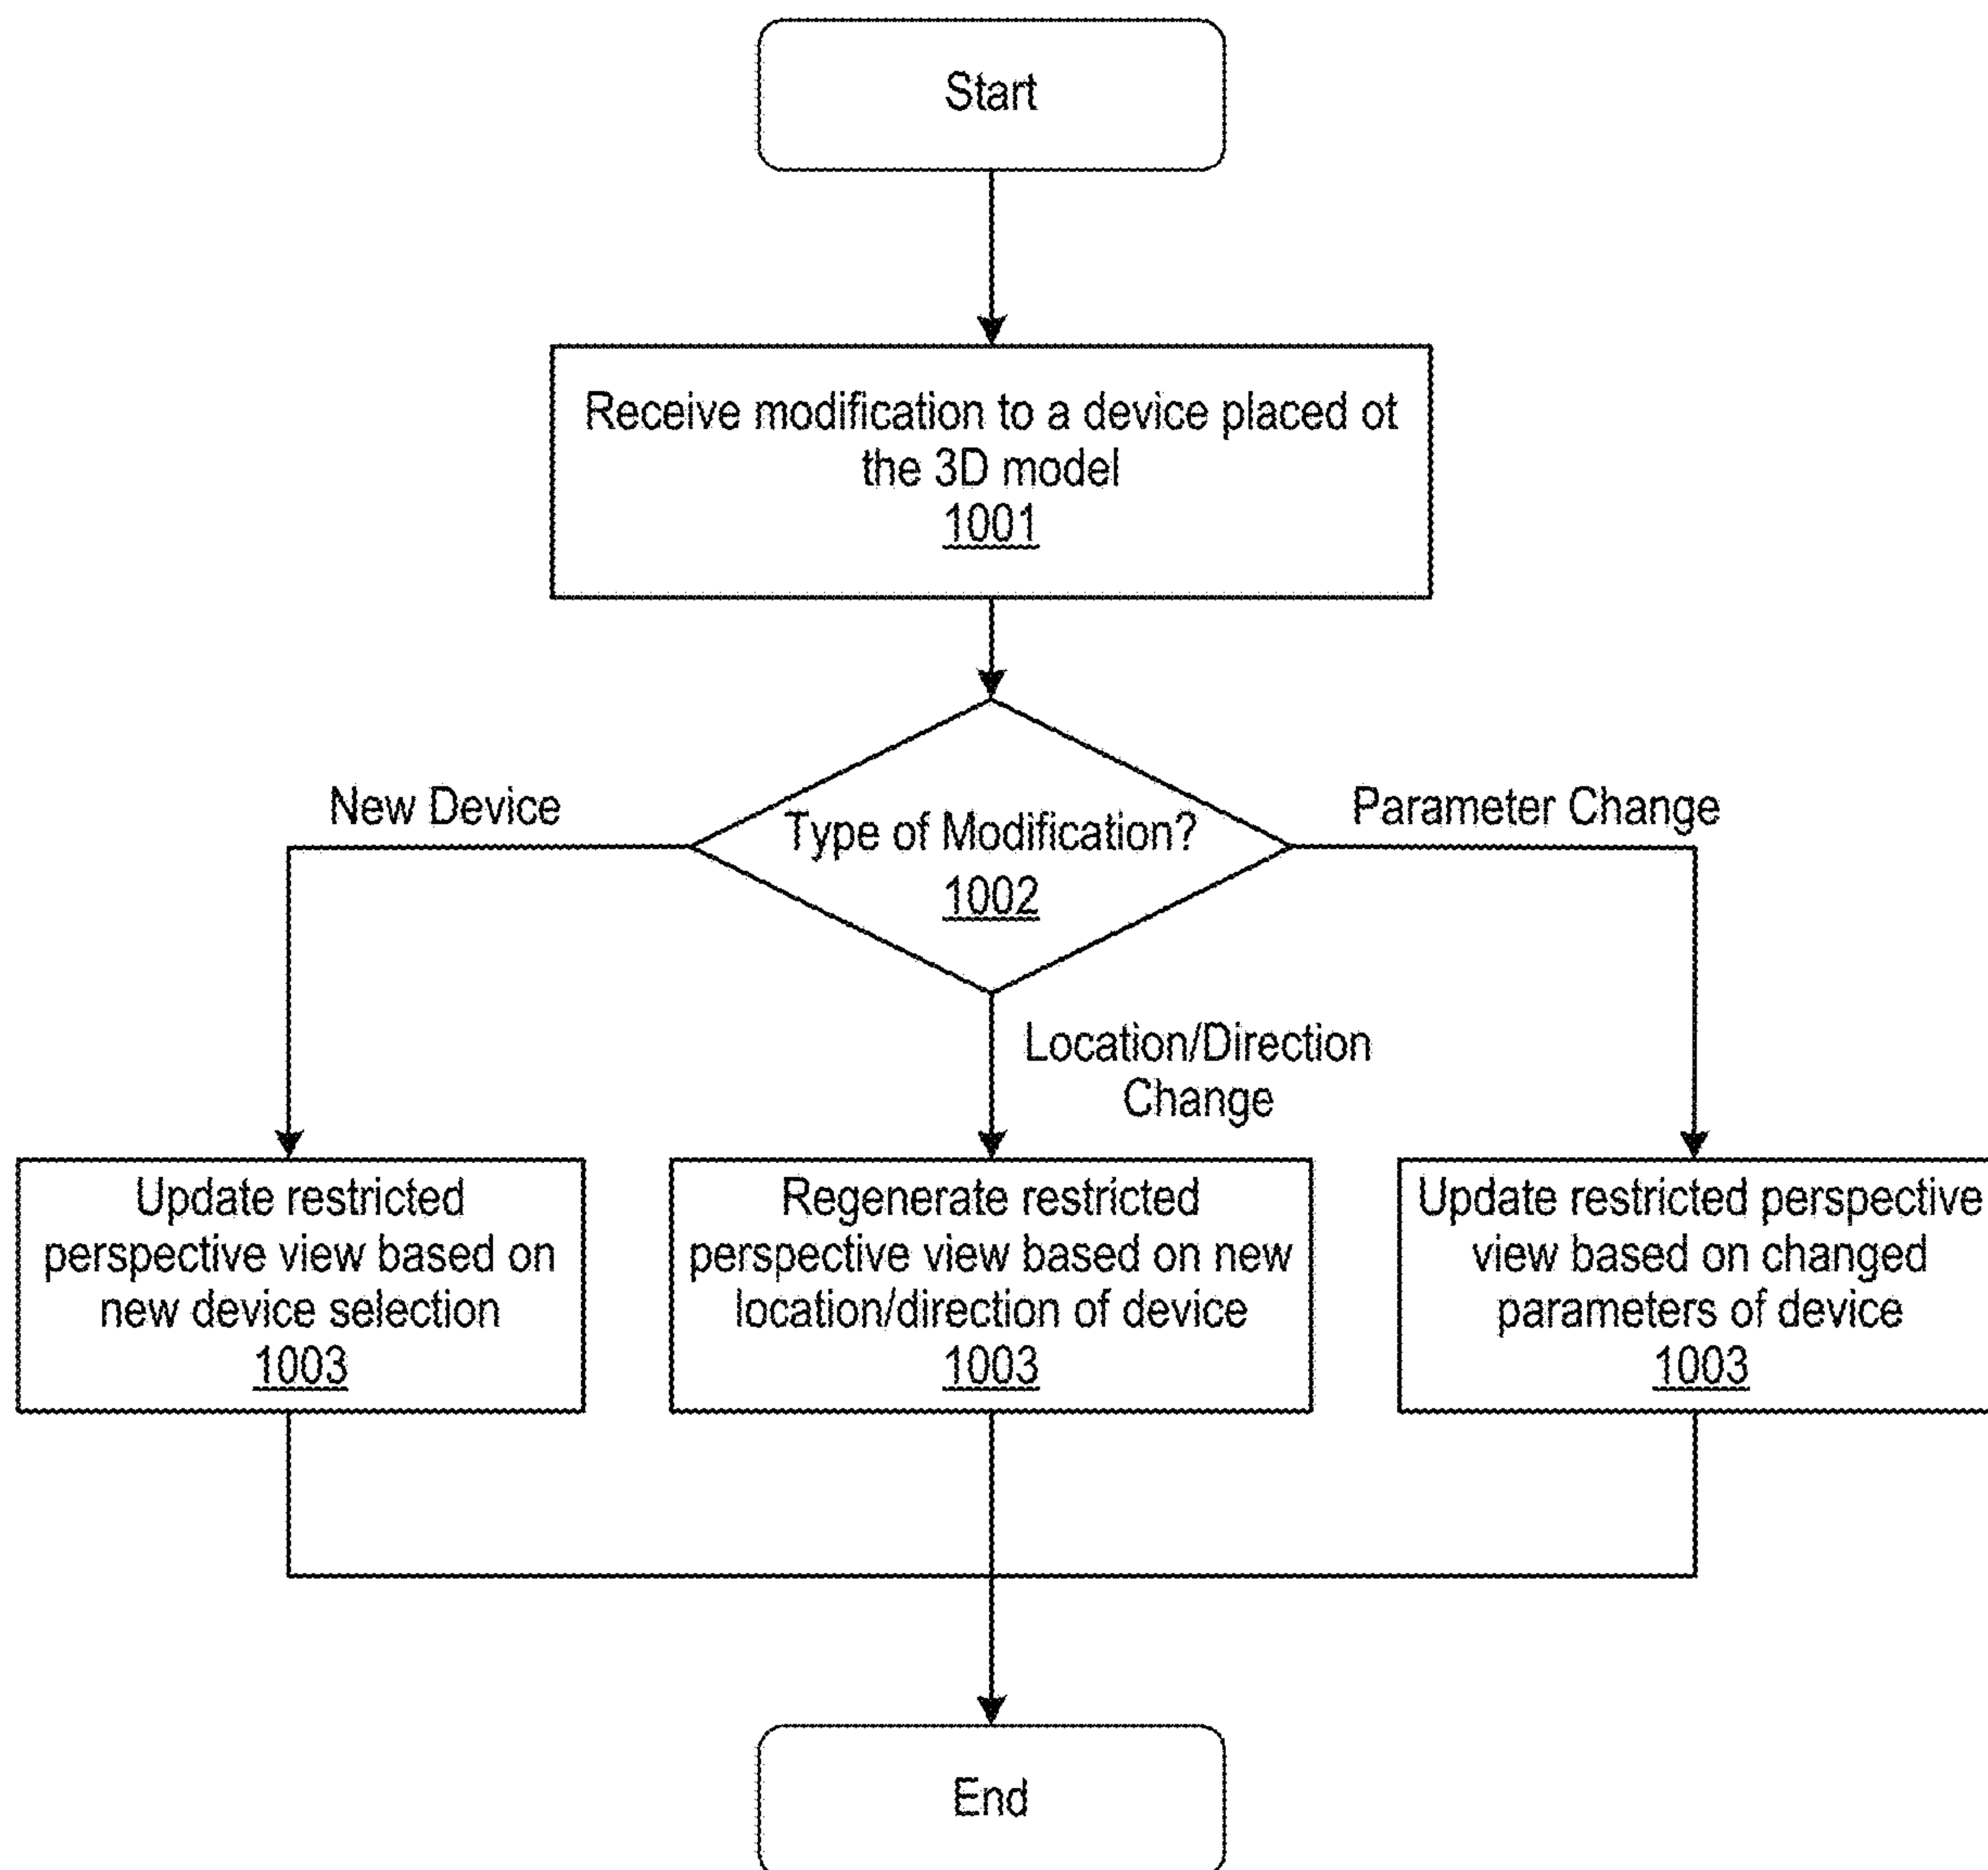 Start
Receive modification to a device placed ot
the 3D model
1001
New Device
Type of Modification?
1002
Parameter Change
Location/Direction
Change
Update restricted
perspective view based on
new device selection
1003
Regenerate restricted
perspective view based on new
location/direction of device
1003
Update restricted perspective
view based on changed
parameters of device
1003
End